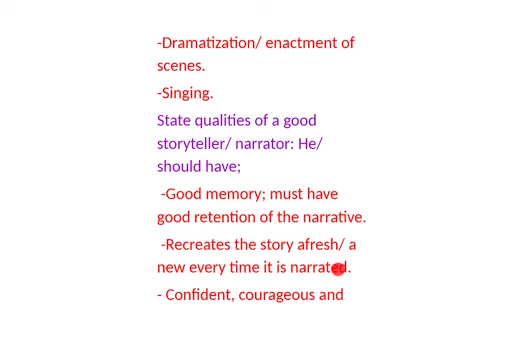 -Dramatization/ enactment of
scenes.
-Singing.
State qualities of a good
storyteller/ narrator: He/
should have;
-Good memory; must have
good retention of the narrative.
-Recreates the story afresh/ a
new every time it is narrated.
- Confident, courageous and